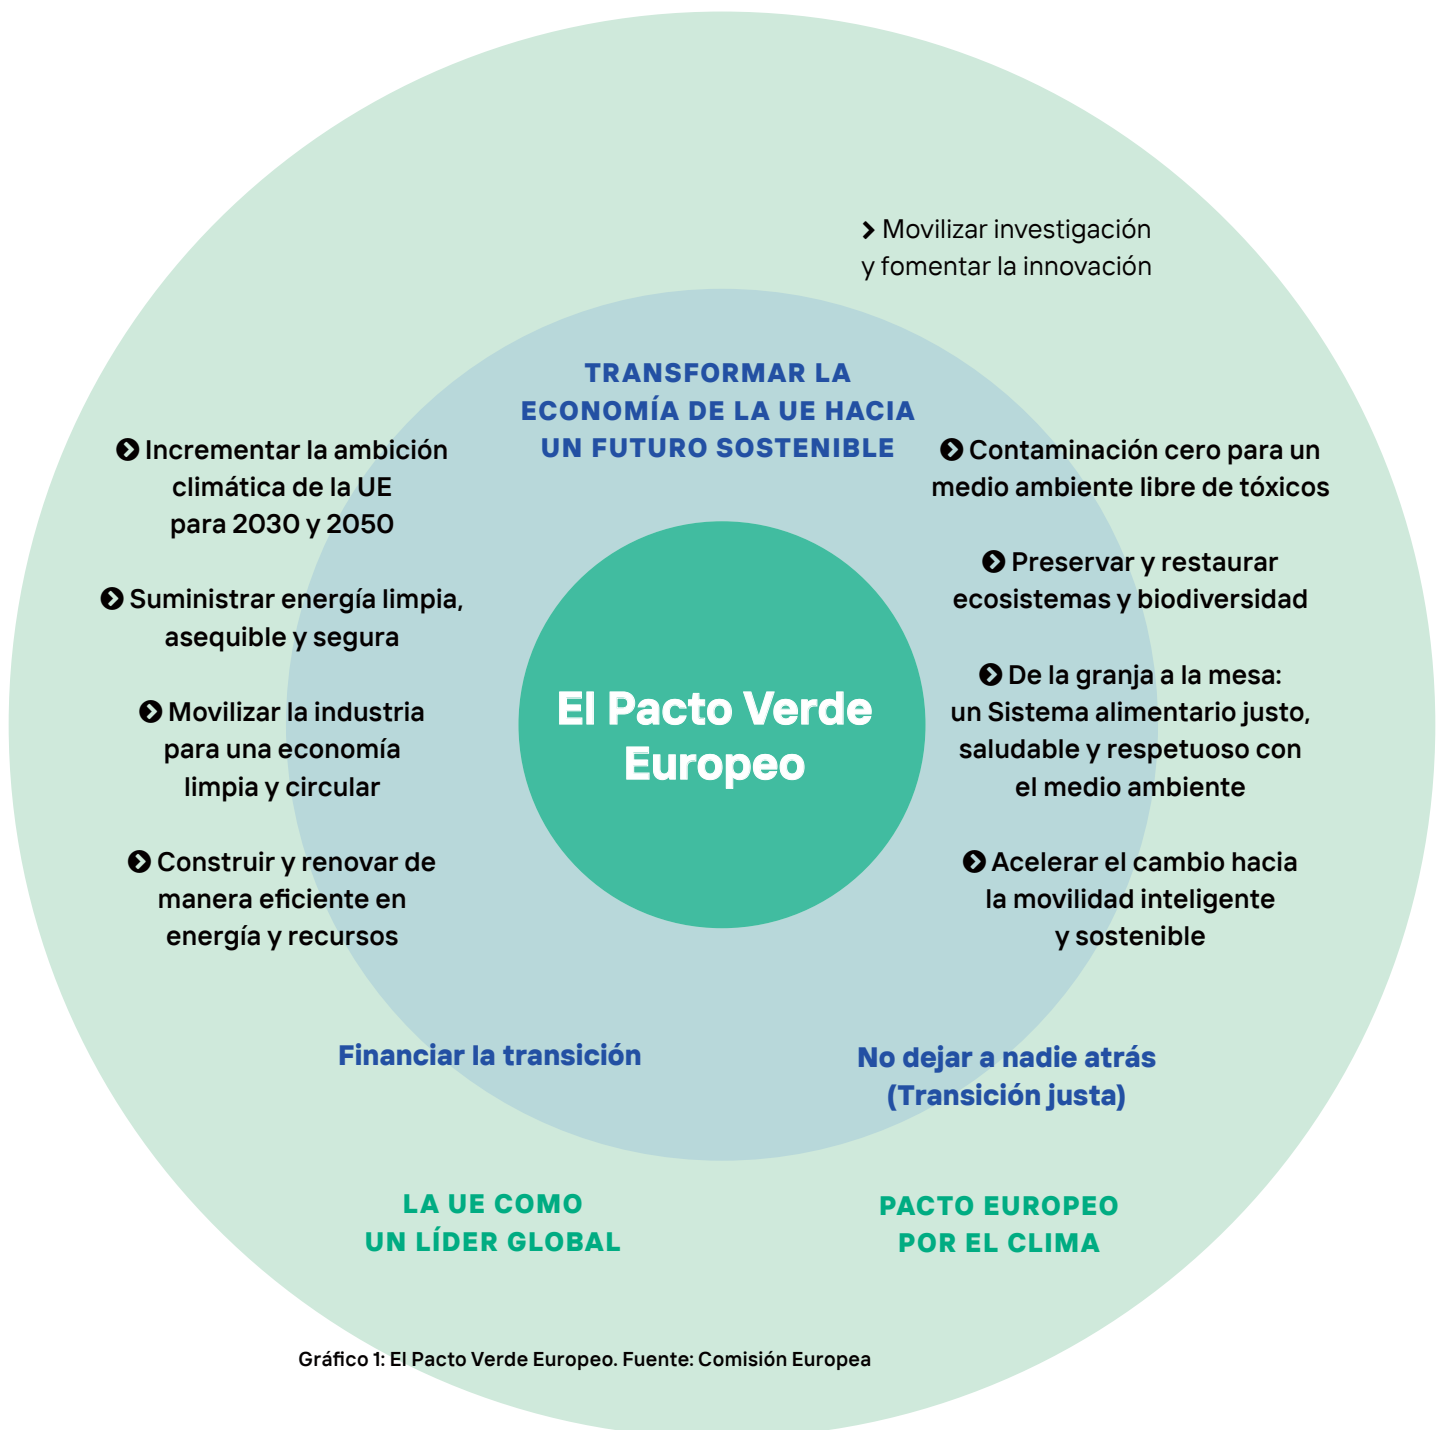 Movilizar investigación
y fomentar la innovación
TRANSFORMAR LA
ECONOMÍA DE LA UE HACIA
UN FUTURO SOSTENIBLE
Incrementar la ambición
climática de la UE
para 2030 y 2050
Suministrar energía limpia,
asequible y segura
Movilizar la industria
para una economía
limpia y circular
Construir y renovar de
manera eficiente en
energía y recursos
El Pacto Verde
Europeo
Contaminación cero para un
medio ambiente libre de tóxicos
Preservar y restaurar
ecosistemas y biodiversidad
De la granja a la mesa:
un Sistema alimentario justo,
saludable y respetuoso con
el medio ambiente
Acelerar el cambio hacia
la movilidad inteligente
y sostenible
Financiar la transición
No dejar a nadie atrás
(Transición justa)
LA UE COMO
UN LÍDER GLOBAL
PACTO EUROPEO
POR EL CLIMA
Gráfico 1: El Pacto Verde Europeo. Fuente: Comisión Europea